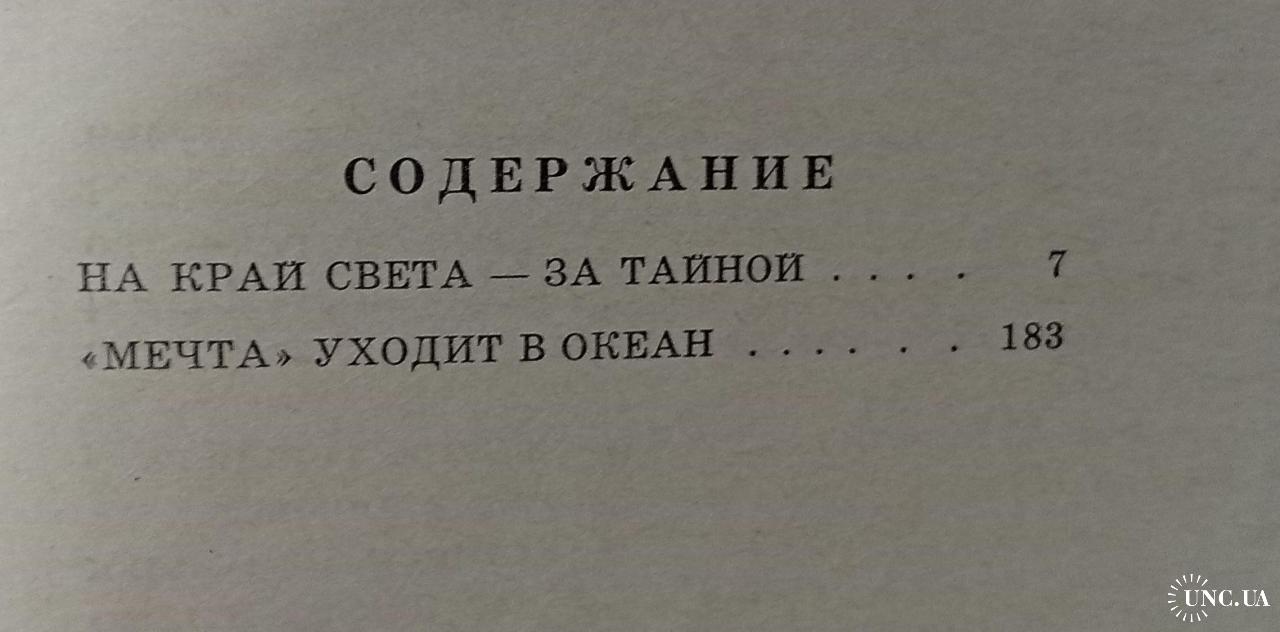 СОДЕРЖАНИЕ
НА КРАЙ СВЕТА — ЗА ТАЙНОЙ . . . . 7
«МЕЧТА» УХОДИТ В ОКЕАН . . . . . . 183
UNC.UA